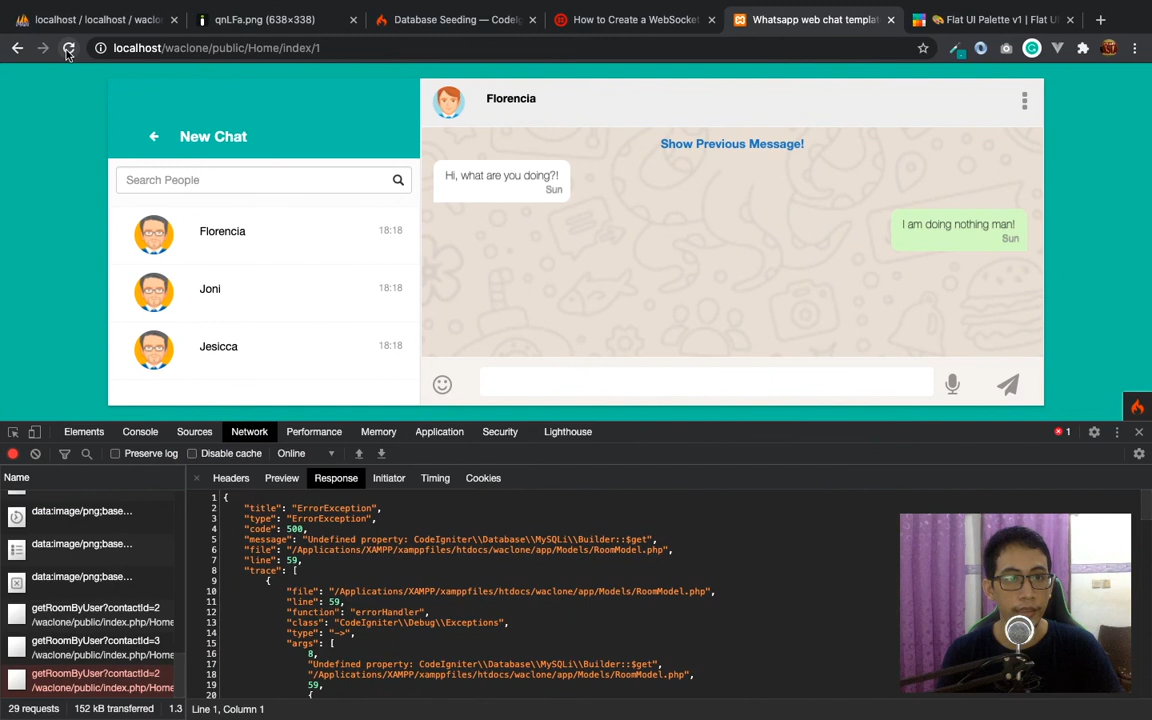 localhost / localhost / waclon
qnLFa.png (638×338)
Database Seeding — CodeIg
How to Create a WebSocket
Whatsapp web chat templat
Flat UI Palette v1 | Flat UI
localhost/waclone/public/Home/index/1
New Chat
Search People
Florencia
18:18
Joni
18:18
Jesicca
18:18
Florencia
Show Previous Message!
Hi, what are you doing?!
Sun
I am doing nothing man!
Sun
Elements Console Sources Network Performance Memory Application Security Lighthouse
1
Preserve log Disable cache Online
Name
Headers Preview Response Initiator Timing Cookies
data:image/png;base...
data:image/png;base...
data:image/png;base...
getRoomByUser?contactId=2
/waclone/public/index.php/Home
getRoomByUser?contactId=3
/waclone/public/index.php/Home
getRoomByUser?contactId=2
/waclone/public/index.php/Home
1 {
2 "title": "ErrorException",
3 "type": "ErrorException",
4 "code": 500,
5 "message": "Undefined property: CodeIgniter\\Database\\MySQLi\\Builder::$get",
6 "file": "/Applications/XAMPP/xamppfiles/htdocs/waclone/app/Models/RoomModel.php",
7 "line": 59,
8 "trace": [
9 {
10 "file": "/Applications/XAMPP/xamppfiles/htdocs/waclone/app/Models/RoomModel.php",
11 "line": 59,
12 "function": "errorHandler",
13 "class": "CodeIgniter\\Debug\\Exceptions",
14 "type": "->",
15 "args": [
16 8,
17 "Undefined property: CodeIgniter\\Database\\MySQLi\\Builder::$get",
18 "/Applications/XAMPP/xamppfiles/htdocs/waclone/app/Models/RoomModel.php",
19 59,
20 {
29 requests 152 kB transferred 1.3
Line 1, Column 1